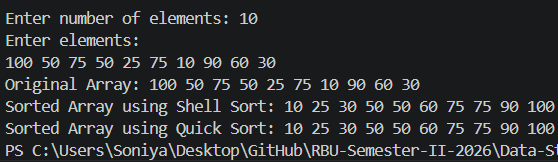 Enter number of elements: 10
Enter elements:
100 50 75 50 25 75 10 90 60 30
Original Array: 100 50 75 50 25 75 10 90 60 30
Sorted Array using Shell Sort: 10 25 30 50 50 60 75 75 90 100
Sorted Array using Quick Sort: 10 25 30 50 50 60 75 75 90 100
PS C:\Users\Soniya\Desktop\GitHub\RBU-Semester-II-2026\Data-S